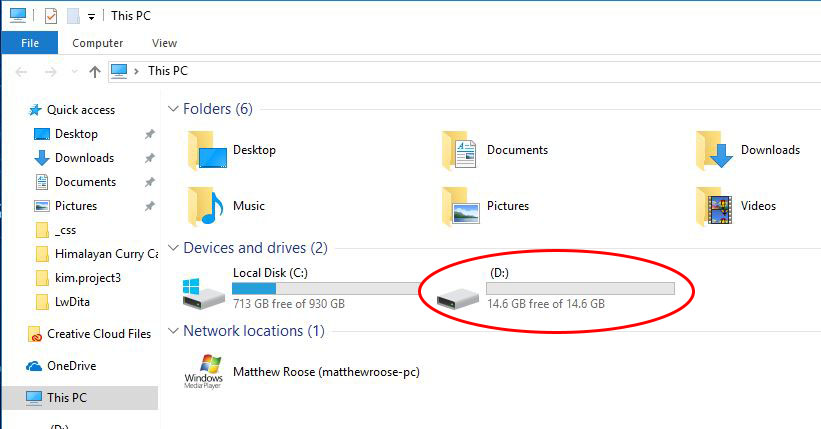 This PC
File Computer View
This PC
Quick access
Desktop
Downloads
Documents
Pictures
_css
Himalayan Curry Ca
kim.project3
LwDita
Creative Cloud Files
OneDrive
This PC
(D:)
Folders (6)
Desktop Documents Downloads
Music Pictures Videos
Devices and drives (2)
Local Disk (C:) (D:)
713 GB free of 930 GB 14.6 GB free of 14.6 GB
Network locations (1)
Matthew Roose (matthewroose-pc)
Windows
Media Player